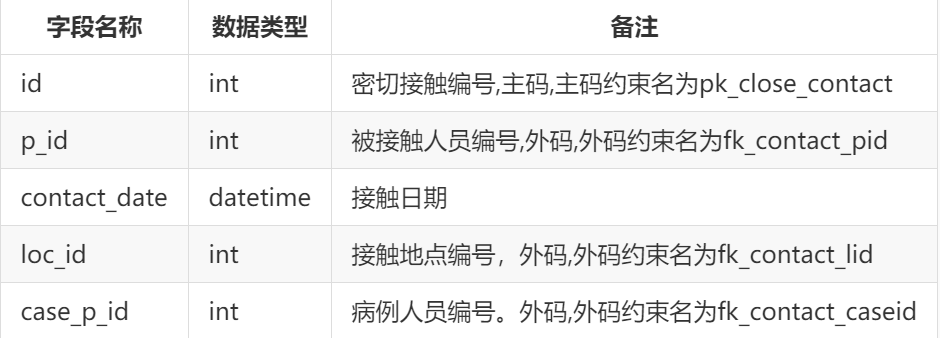 字段名称 数据类型 备注
id int 密切接触编号,主码,主码约束名为pk_close_contact
p_id int 被接触人员编号,外码,外码约束名为fk_contact_pid
contact_date datetime 接触日期
loc_id int 接触地点编号，外码,外码约束名为fk_contact_lid
case_p_id int 病例人员编号。外码,外码约束名为fk_contact_caseid